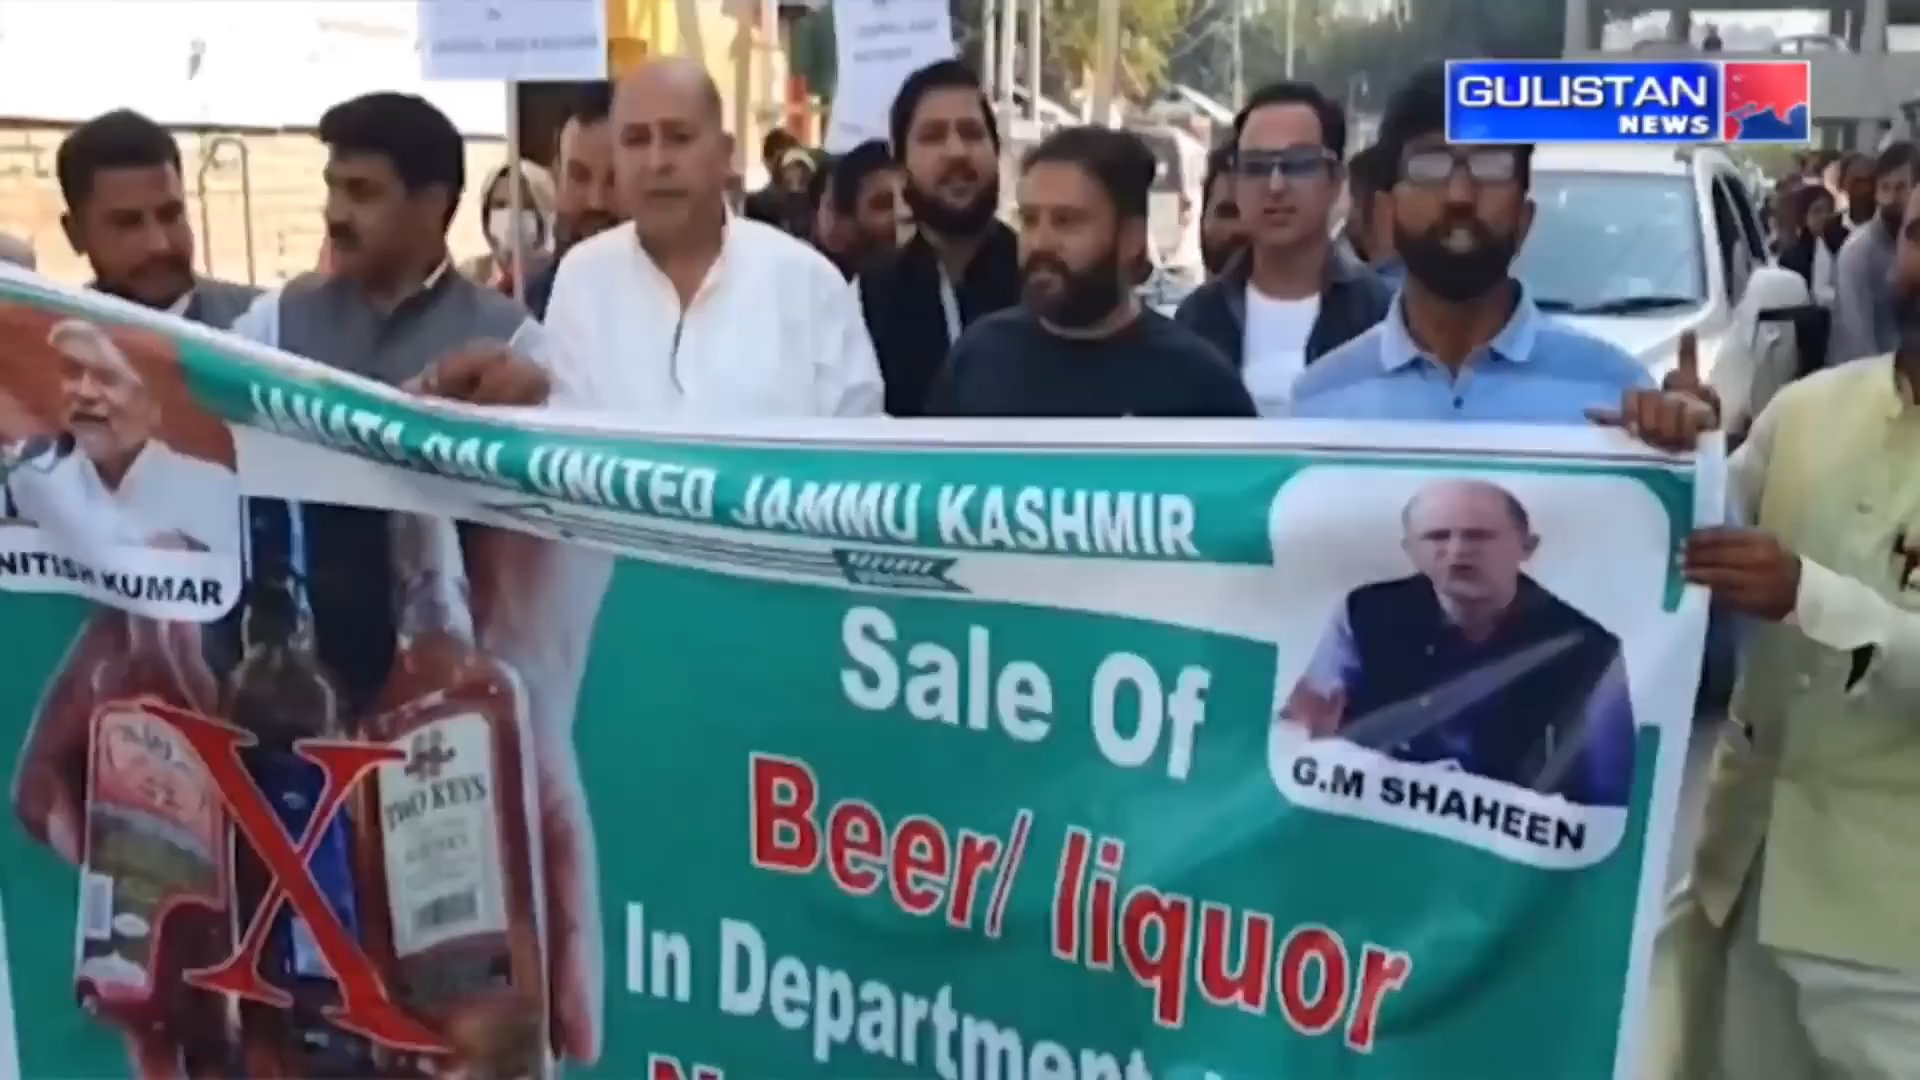 GULISTAN
NEWS
JANATA DAL UNITED JAMMU KASHMIR
NITISH KUMAR
G.M SHAHEEN
Sale Of
Beer/ liquor
In Department
TWO KEYS